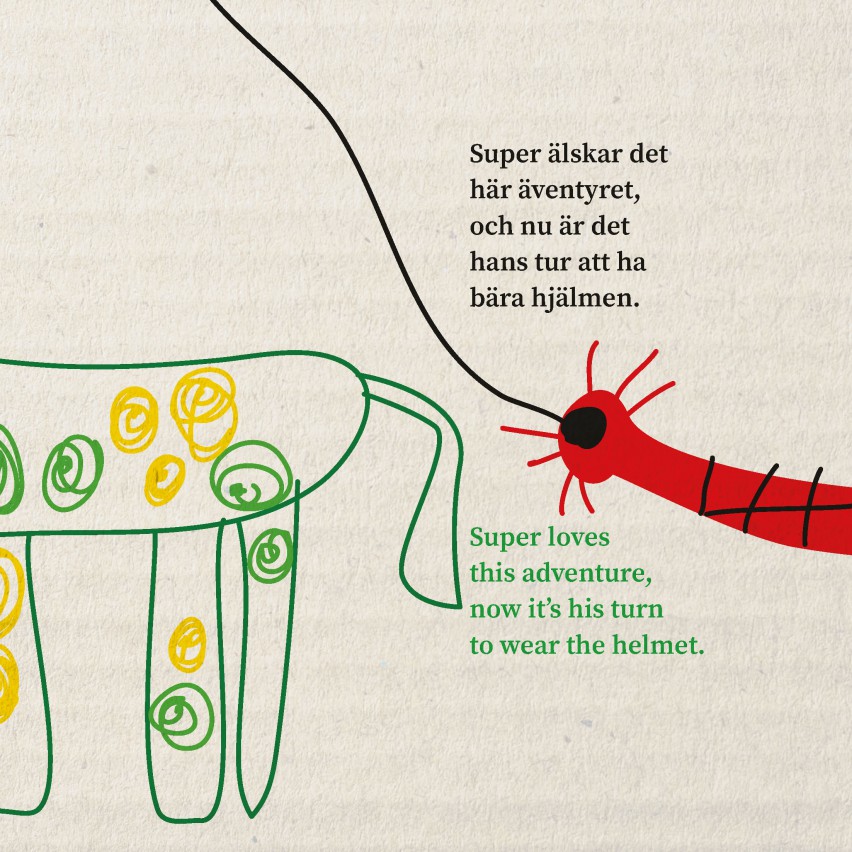 Super älskar det
här äventyret,
och nu är det
hans tur att ha
bära hjälmen.
Super loves
this adventure,
now it's his turn
to wear the helmet.